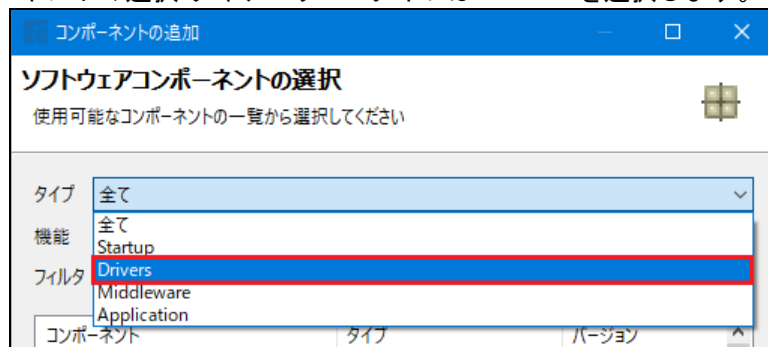 コンポーネントの追加
ソフトウェアコンポーネントの選択
使用可能なコンポーネントの一覧から選択してください
タイプ 全て
機能 全て
Startup
フィルタ Drivers
Middleware
Application
コンポーネント タイプ バージョン